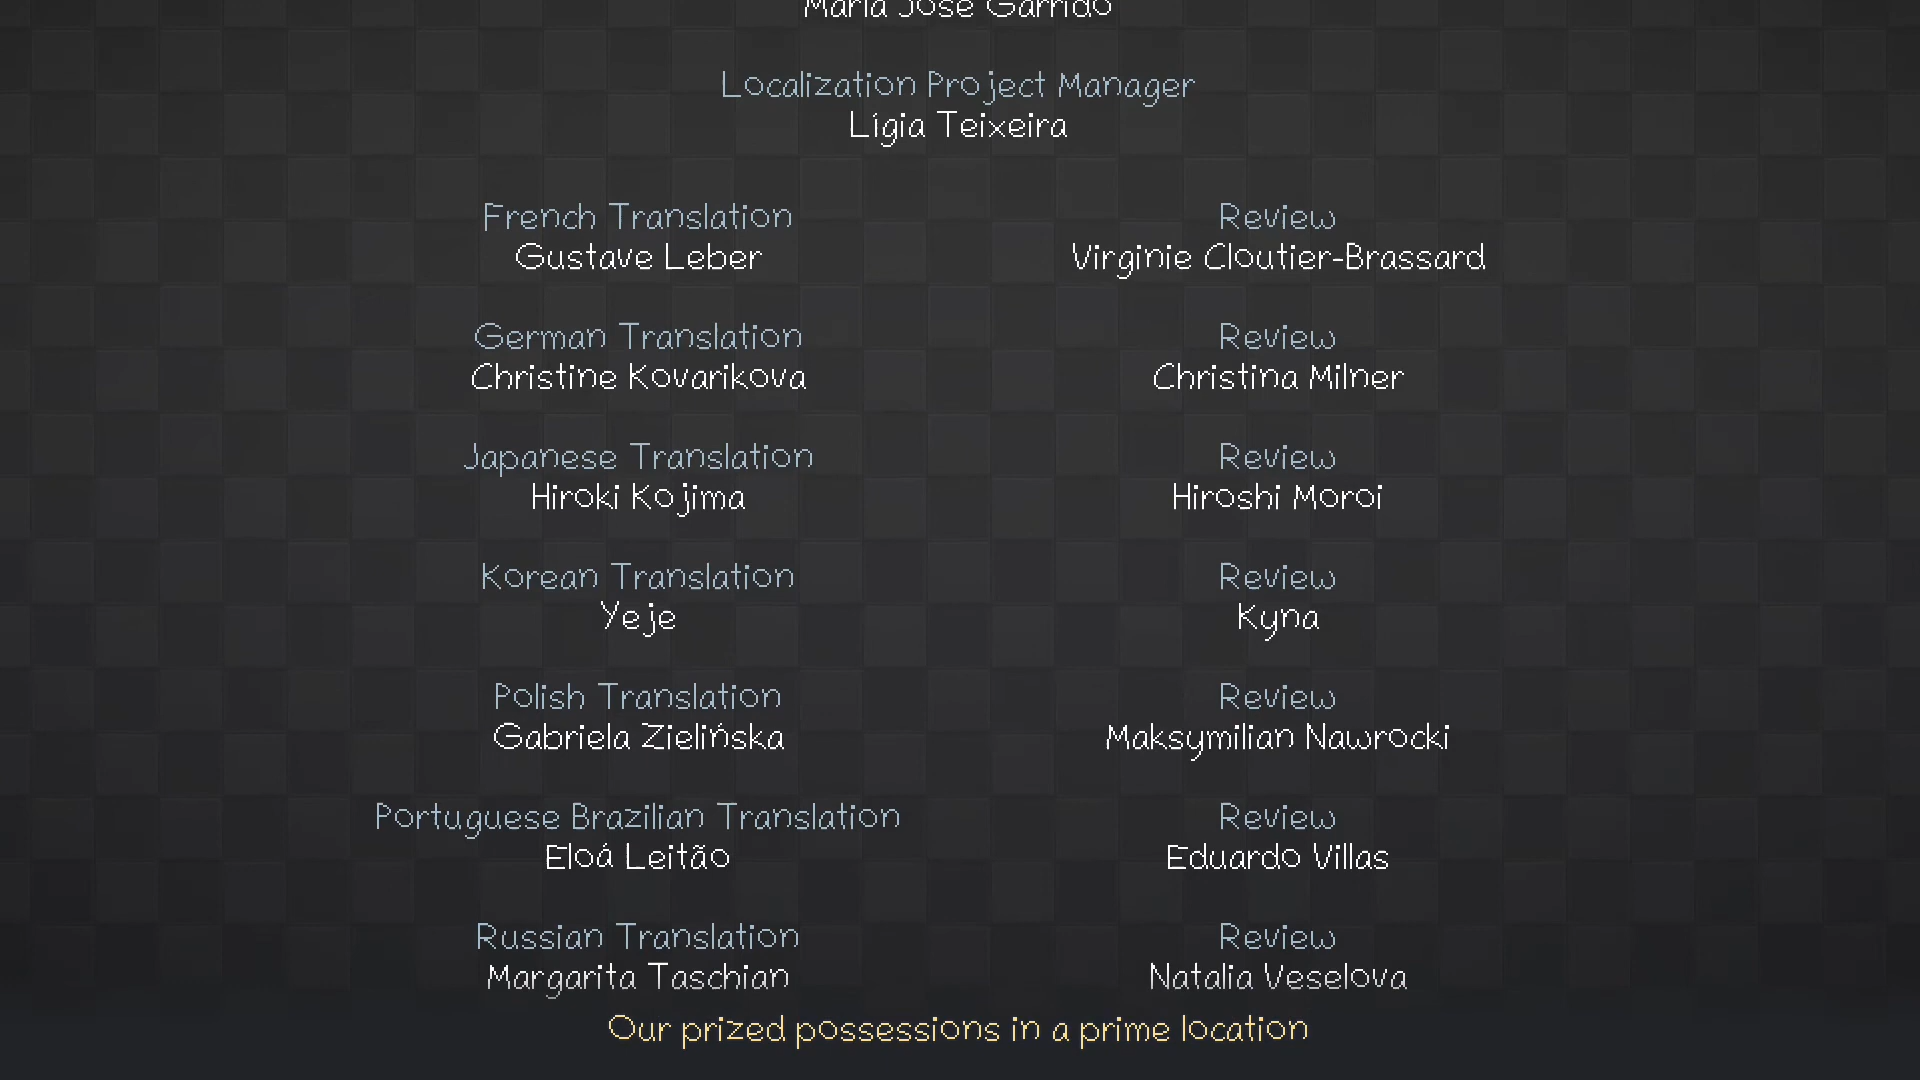 María José Garrido
Localization Project Manager
Lígia Teixeira
French Translation
Gustave Leber
Review
Virginie Cloutier-Brassard
German Translation
Christine Kovarikova
Review
Christina Milner
Japanese Translation
Hiroki Kojima
Review
Hiroshi Moroi
Korean Translation
Yeje
Review
Kyna
Polish Translation
Gabriela Zielińska
Review
Maksymilian Nawrocki
Portuguese Brazilian Translation
Eloá Leitão
Review
Eduardo Villas
Russian Translation
Margarita Taschian
Review
Natalia Veselova
Our prized possessions in a prime location